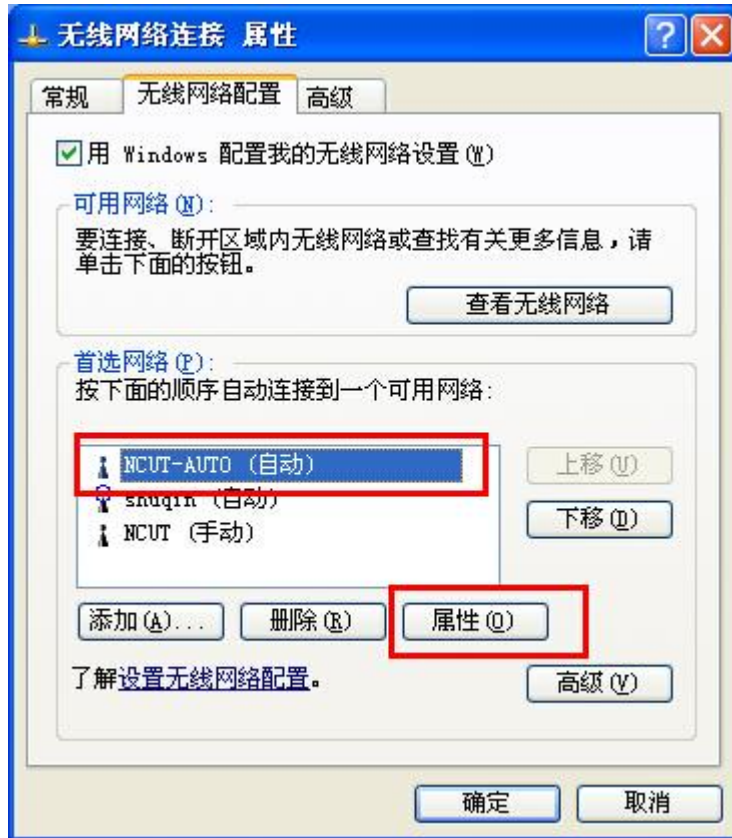 无线网络连接 属性
常规 无线网络配置 高级
用 Windows 配置我的无线网络设置(W)
可用网络(N):
要连接、断开区域内无线网络或查找有关更多信息，请
单击下面的按钮。
查看无线网络
首选网络(P):
按下面的顺序自动连接到一个可用网络:
NCUT-AUTO (自动)
shuqin (自动)
NCUT (手动)
上移(U)
下移(D)
添加(A)... 删除(R) 属性(O)
了解设置无线网络配置。
高级(V)
确定 取消